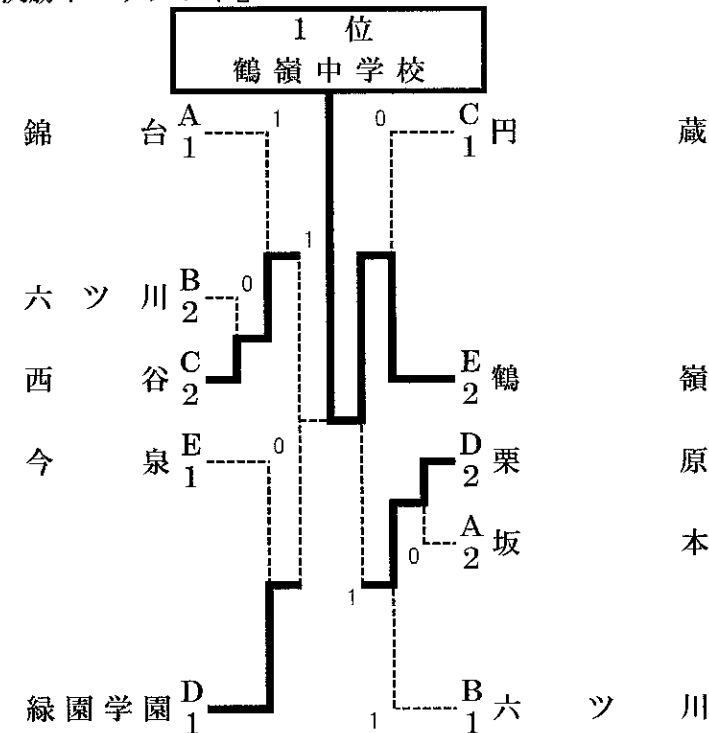 1 位
鶴嶺中学校
錦 台 A 1 1 0 C 1 円 蔵
1
六 ツ 川 B 2 0
西 谷 C 2 E 2 鶴 嶺
今 泉 E 1 0 D 2 栗 原
0 A 2 坂 本
1
緑園学園 D 1 1 B 1 六 ツ 川